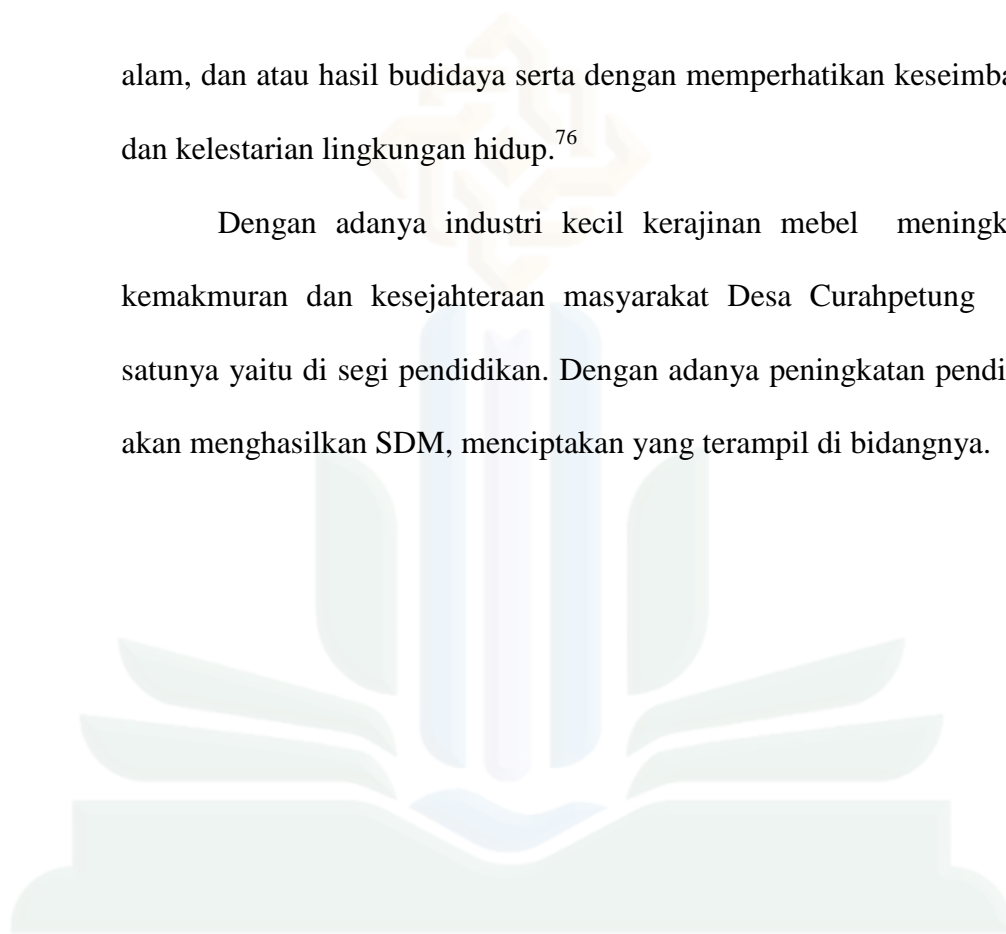 alam, dan atau hasil budidaya serta dengan memperhatikan keseimba
dan kelestarian lingkungan hidup.76
Dengan adanya industri kecil kerajinan mebel meningk
kemakmuran dan kesejahteraan masyarakat Desa Curahpetung
satunya yaitu di segi pendidikan. Dengan adanya peningkatan pendi
akan menghasilkan SDM, menciptakan yang terampil di bidangnya.